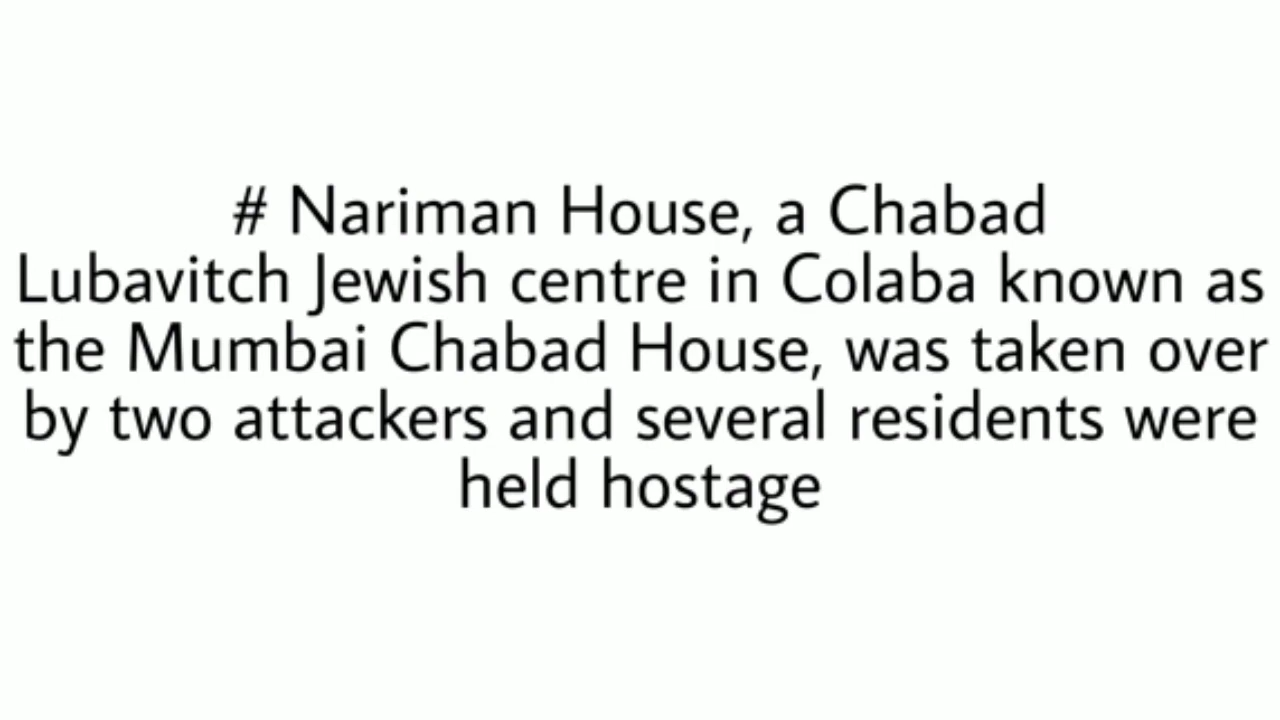 # Nariman House, a Chabad
Lubavitch Jewish centre in Colaba known as
the Mumbai Chabad House, was taken over
by two attackers and several residents were
held hostage